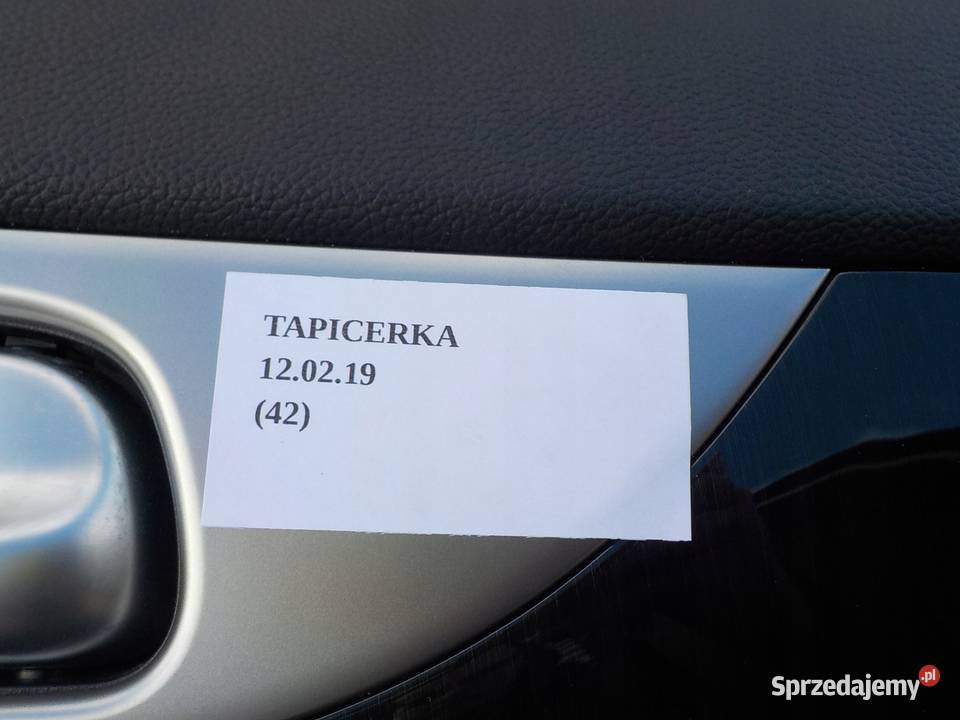 TAPICERKA
12.02.19
(42)
Sprzedajemy.pl